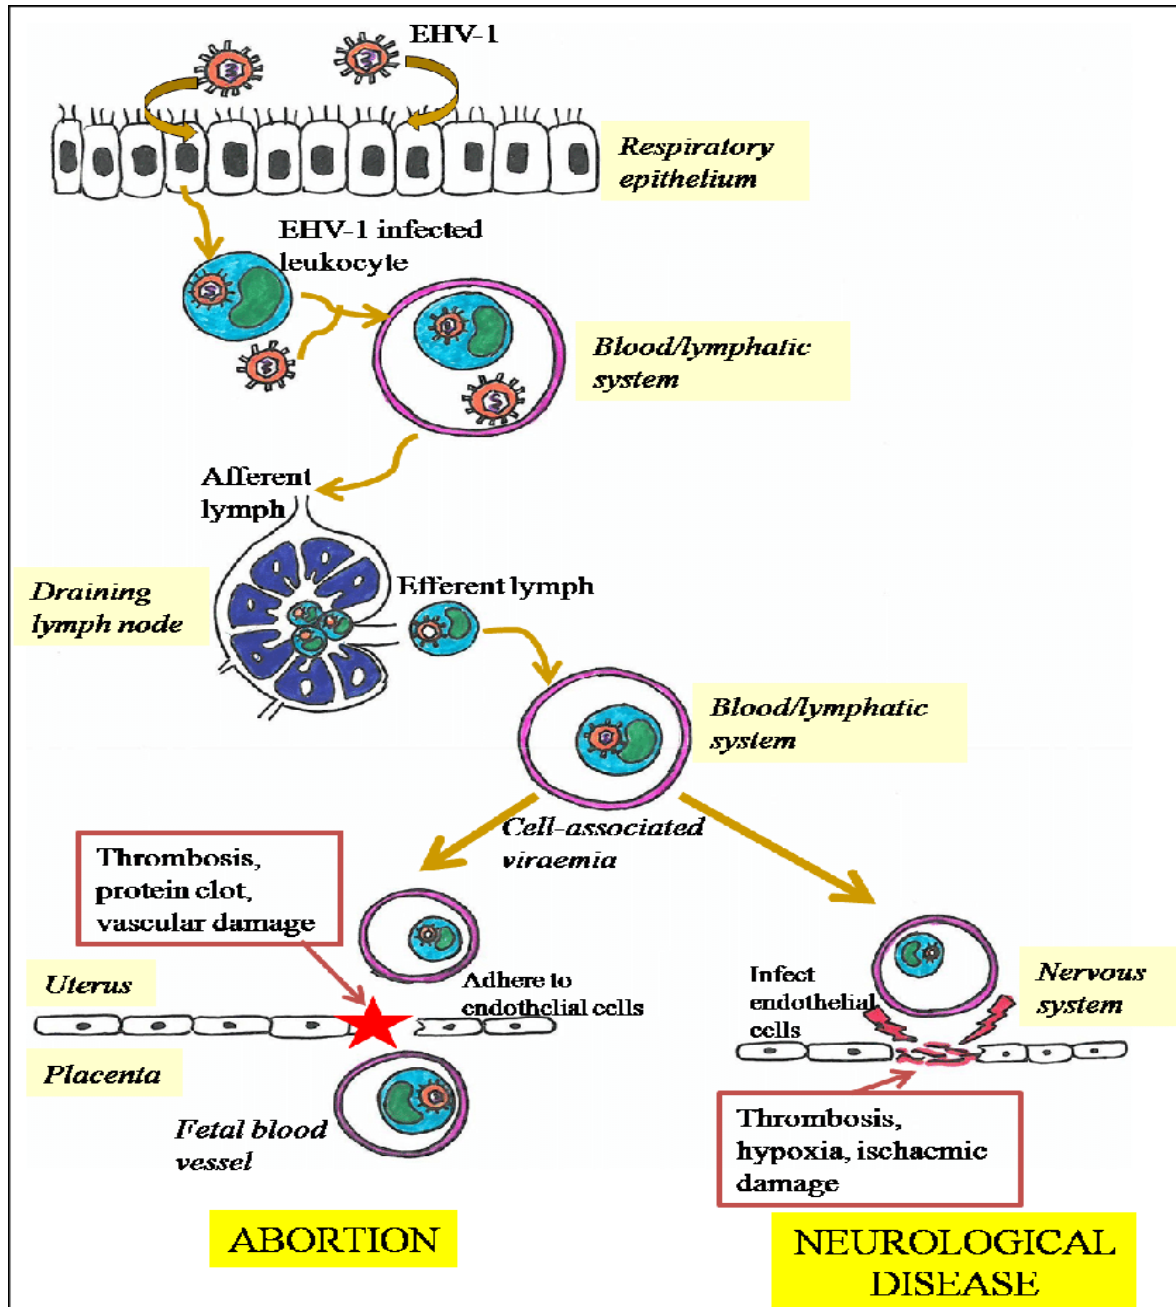 EHV-1
Respiratory
epithelium
EHV-1 infected
leukocyte
Blood/lymphatic
system
Afferent
lymph
Efferent lymph
Draining
lymph node
Blood/lymphatic
system
Cell-associated
viraemia
Thrombosis,
protein clot,
vascular damage
Adhere to
endothelial cells
Uterus
Placenta
Fetal blood
vessel
Infect
endothelial
cells
Nervous
system
Thrombosis,
hypoxia, ischaemic
damage
ABORTION
NEUROLOGICAL
DISEASE